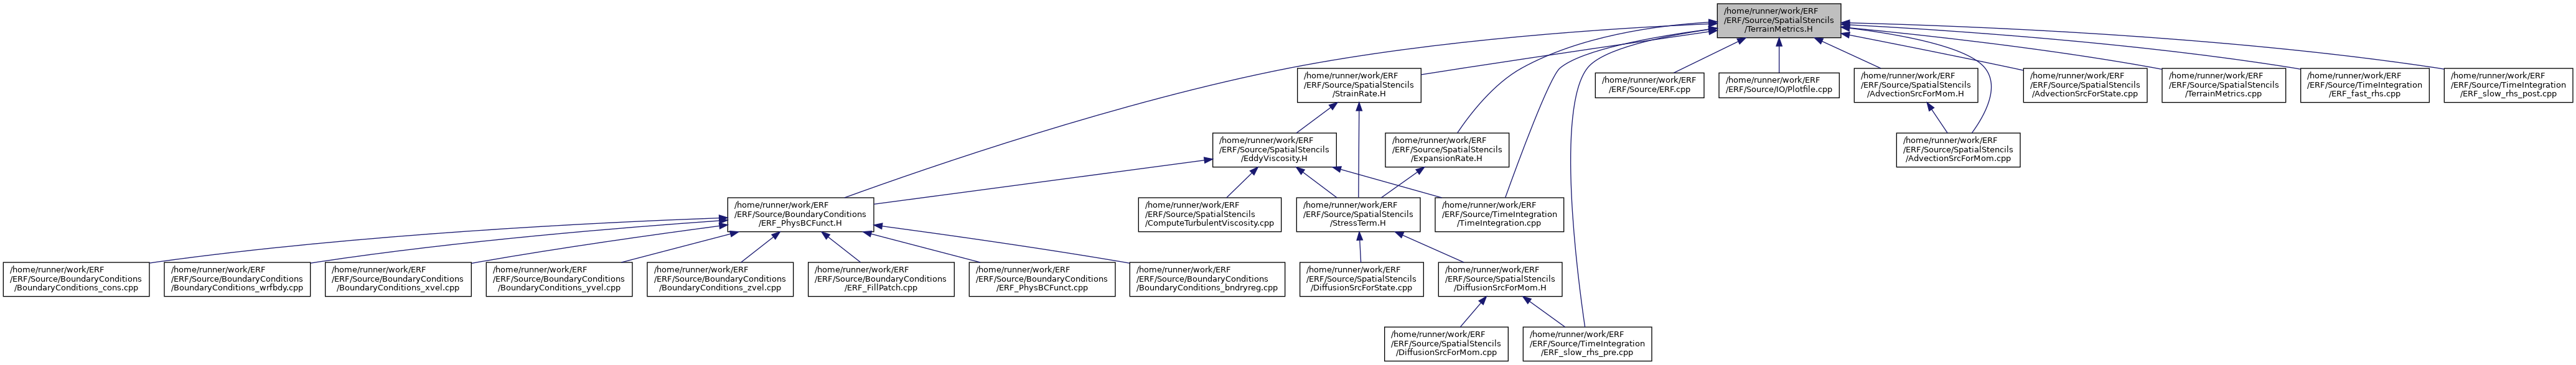 /home/runner/work/ERF
/ERF/Source/SpatialStencils
/TerrainMetrics.H
/home/runner/work/ERF
/ERF/Source/SpatialStencils
/StrainRate.H
/home/runner/work/ERF
/ERF/Source/ERF.cpp
/home/runner/work/ERF
/ERF/Source/IO/Plotfile.cpp
/home/runner/work/ERF
/ERF/Source/SpatialStencils
/AdvectionSrcForMom.H
/home/runner/work/ERF
/ERF/Source/SpatialStencils
/AdvectionSrcForState.cpp
/home/runner/work/ERF
/ERF/Source/SpatialStencils
/TerrainMetrics.cpp
/home/runner/work/ERF
/ERF/Source/TimeIntegration
/ERF_fast_rhs.cpp
/home/runner/work/ERF
/ERF/Source/TimeIntegration
/ERF_slow_rhs_post.cpp
/home/runner/work/ERF
/ERF/Source/SpatialStencils
/EddyViscosity.H
/home/runner/work/ERF
/ERF/Source/SpatialStencils
/ExpansionRate.H
/home/runner/work/ERF
/ERF/Source/SpatialStencils
/AdvectionSrcForMom.cpp
/home/runner/work/ERF
/ERF/Source/BoundaryConditions
/ERF_PhysBCFunct.H
/home/runner/work/ERF
/ERF/Source/SpatialStencils
/ComputeTurbulentViscosity.cpp
/home/runner/work/ERF
/ERF/Source/SpatialStencils
/StressTerm.H
/home/runner/work/ERF
/ERF/Source/TimeIntegration
/TimeIntegration.cpp
/home/runner/work/ERF
/ERF/Source/BoundaryConditions
/BoundaryConditions_cons.cpp
/home/runner/work/ERF
/ERF/Source/BoundaryConditions
/BoundaryConditions_wrfbdy.cpp
/home/runner/work/ERF
/ERF/Source/BoundaryConditions
/BoundaryConditions_xvel.cpp
/home/runner/work/ERF
/ERF/Source/BoundaryConditions
/BoundaryConditions_yvel.cpp
/home/runner/work/ERF
/ERF/Source/BoundaryConditions
/BoundaryConditions_zvel.cpp
/home/runner/work/ERF
/ERF/Source/BoundaryConditions
/ERF_FillPatch.cpp
/home/runner/work/ERF
/ERF/Source/BoundaryConditions
/ERF_PhysBCFunct.cpp
/home/runner/work/ERF
/ERF/Source/BoundaryConditions
/BoundaryConditions_bndryreg.cpp
/home/runner/work/ERF
/ERF/Source/SpatialStencils
/DiffusionSrcForState.cpp
/home/runner/work/ERF
/ERF/Source/SpatialStencils
/DiffusionSrcForMom.H
/home/runner/work/ERF
/ERF/Source/SpatialStencils
/DiffusionSrcForMom.cpp
/home/runner/work/ERF
/ERF/Source/TimeIntegration
/ERF_slow_rhs_pre.cpp